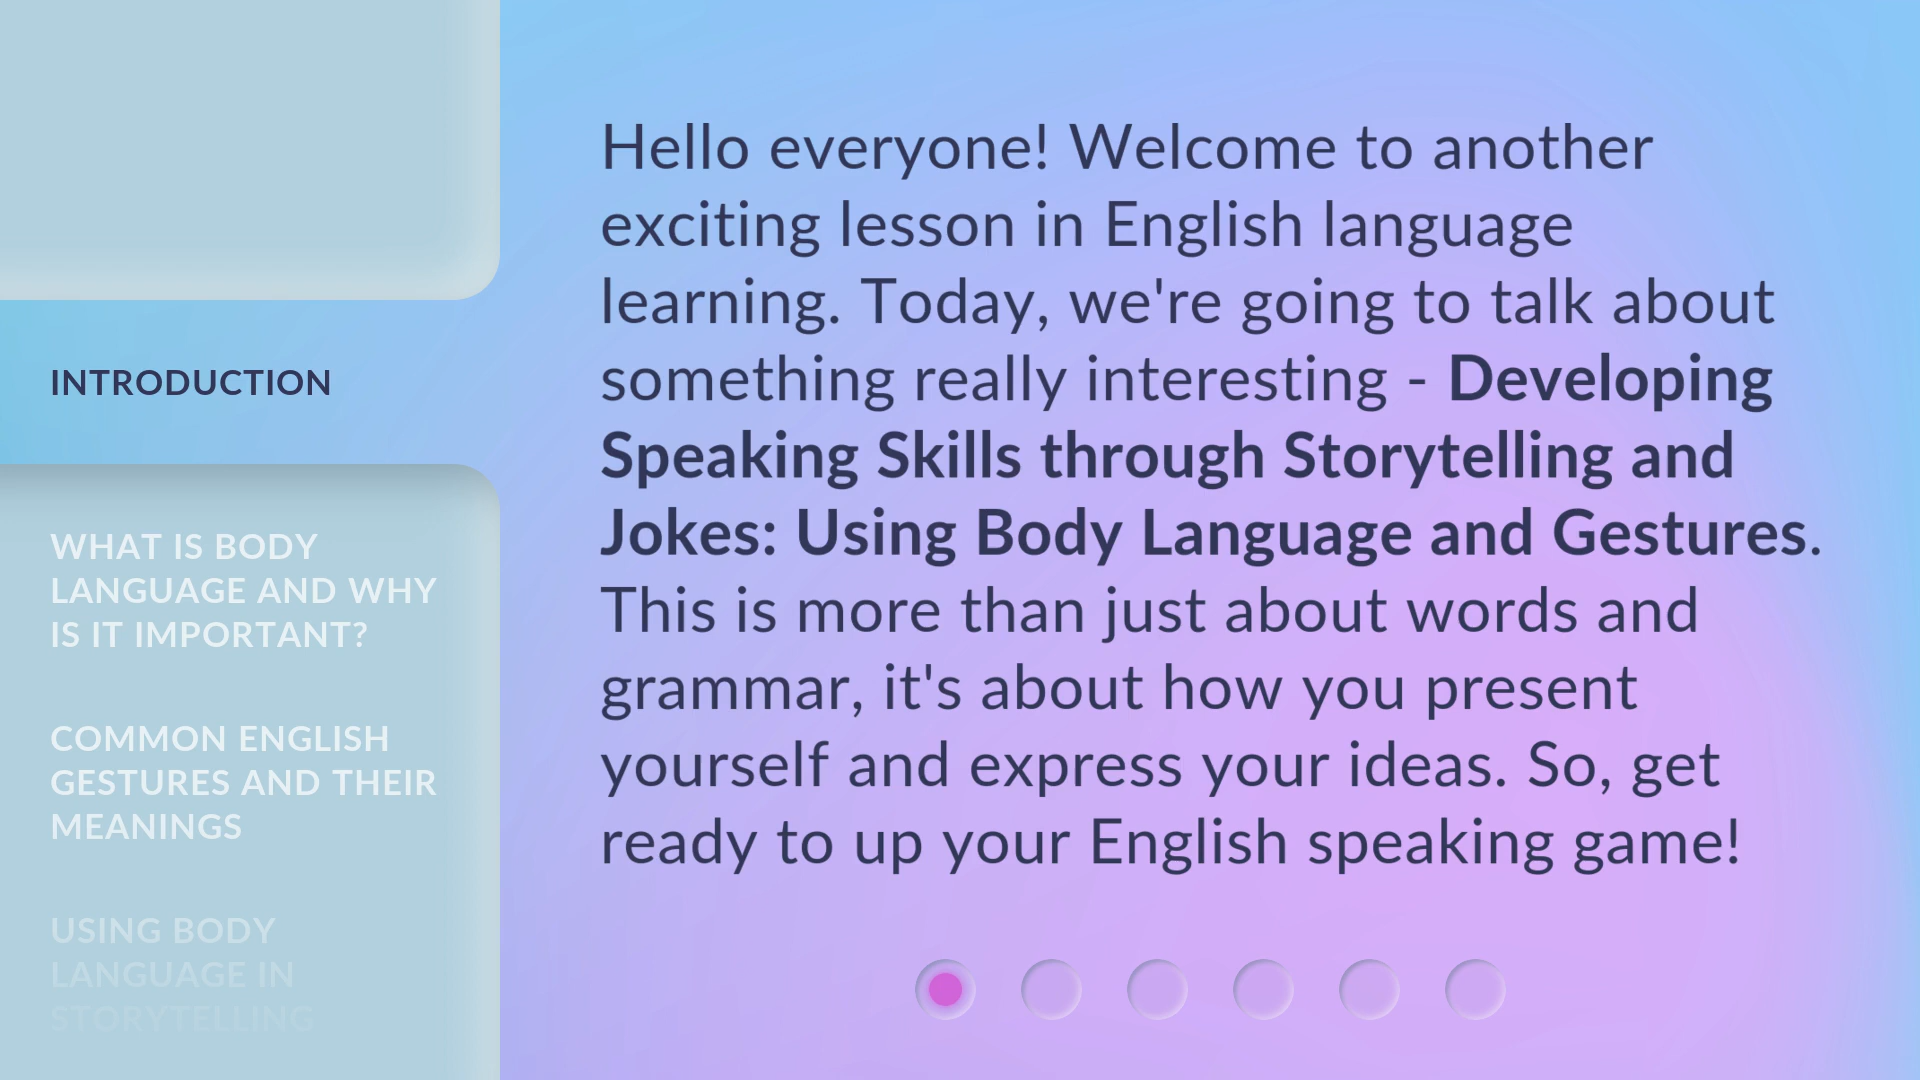 INTRODUCTION
WHAT IS BODY
LANGUAGE AND WHY
IS IT IMPORTANT?
COMMON ENGLISH
GESTURES AND THEIR
MEANINGS
USING BODY
LANGUAGE IN
STORYTELLING
Hello everyone! Welcome to another
exciting lesson in English language
learning. Today, we're going to talk about
something really interesting - Developing
Speaking Skills through Storytelling and
Jokes: Using Body Language and Gestures.
This is more than just about words and
grammar, it's about how you present
yourself and express your ideas. So, get
ready to up your English speaking game!